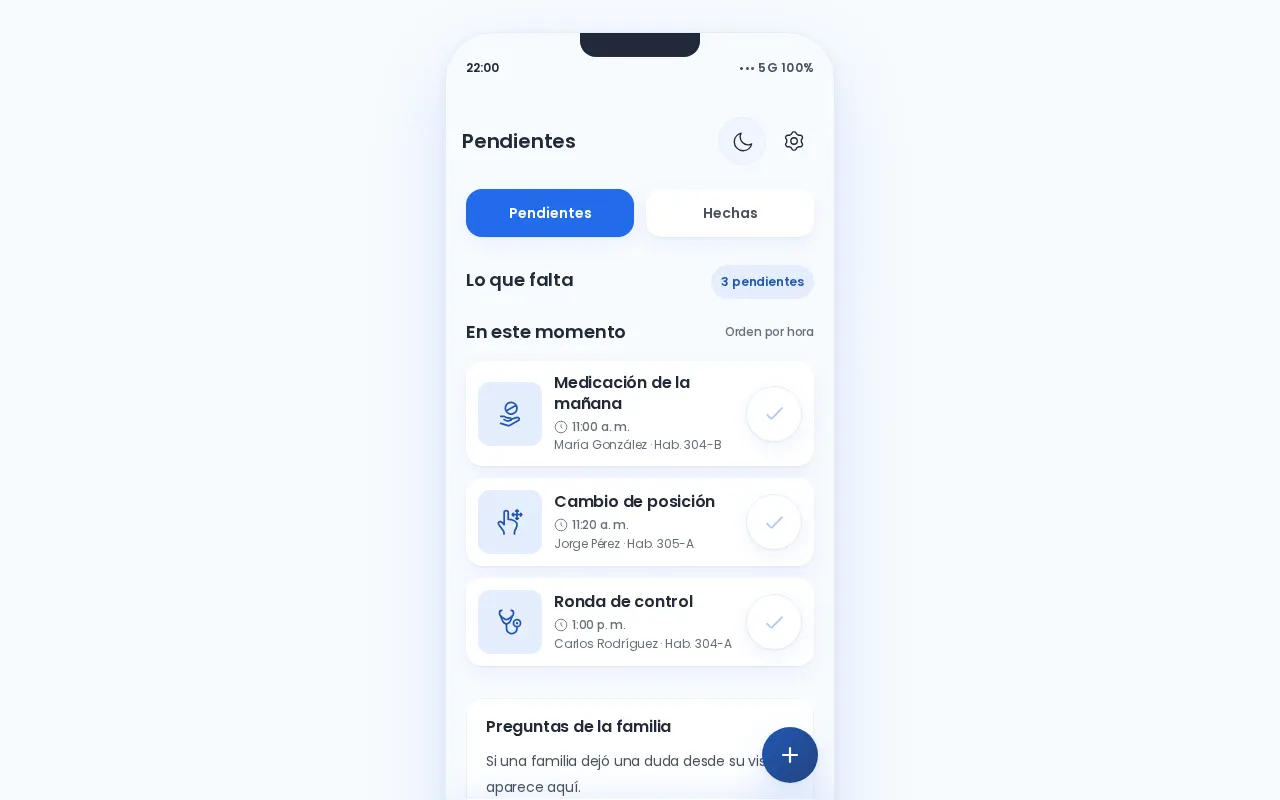 22:00
••• 5G 100%
Pendientes
Pendientes
Hechas
Lo que falta
3 pendientes
En este momento
Orden por hora
Medicación de la
mañana
11:00 a. m.
María González · Hab. 304-B
Cambio de posición
11:20 a. m.
Jorge Pérez · Hab. 305-A
Ronda de control
1:00 p. m.
Carlos Rodríguez · Hab. 304-A
Preguntas de la familia
Si una familia dejó una duda desde su
aparece aquí.